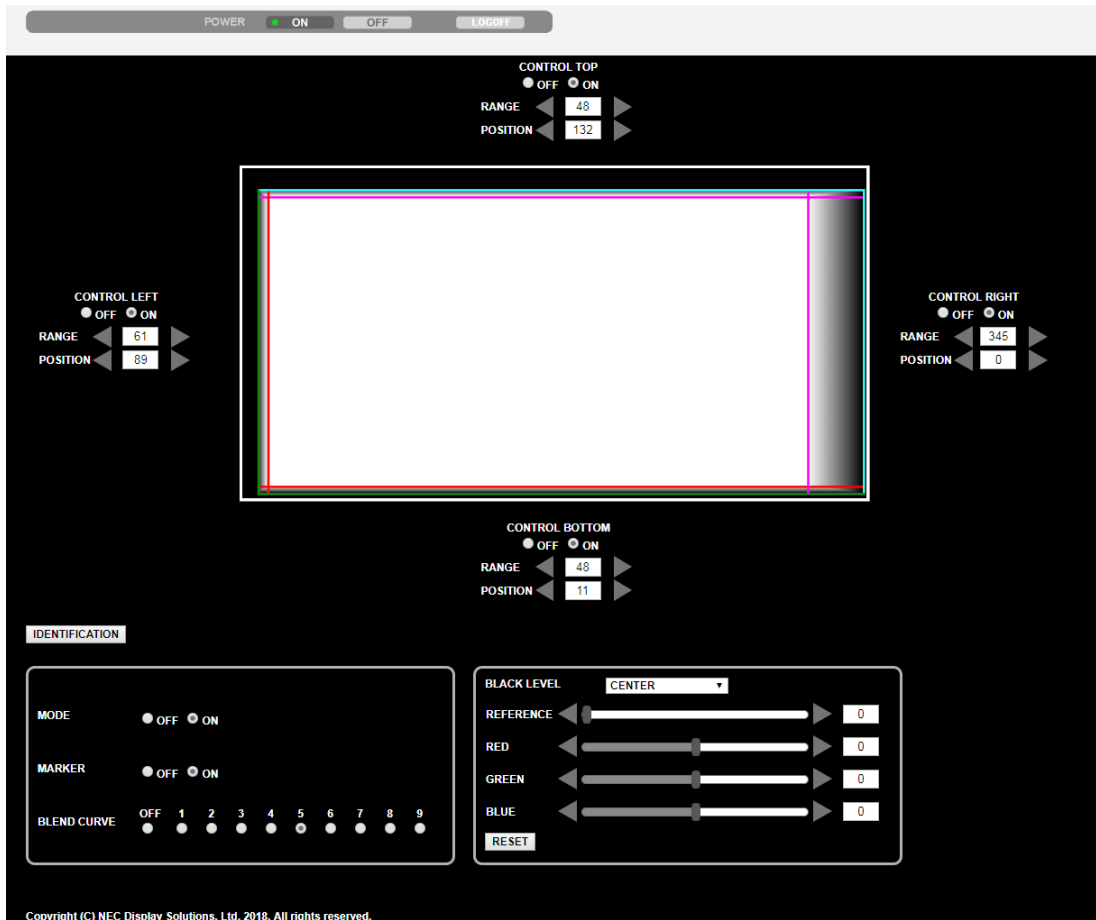 POWER ON OFF LOGOFF
CONTROL TOP
OFF ON
RANGE 48
POSITION 132
CONTROL LEFT
OFF ON
RANGE 61
POSITION 89
CONTROL RIGHT
OFF ON
RANGE 345
POSITION 0
CONTROL BOTTOM
OFF ON
RANGE 48
POSITION 11
IDENTIFICATION
MODE OFF ON
MARKER OFF ON
OFF 1 2 3 4 5 6 7 8 9
BLEND CURVE
BLACK LEVEL CENTER
REFERENCE 0
RED 0
GREEN 0
BLUE 0
RESET
Copyright (C) NEC Display Solutions, Ltd. 2018. All rights reserved.